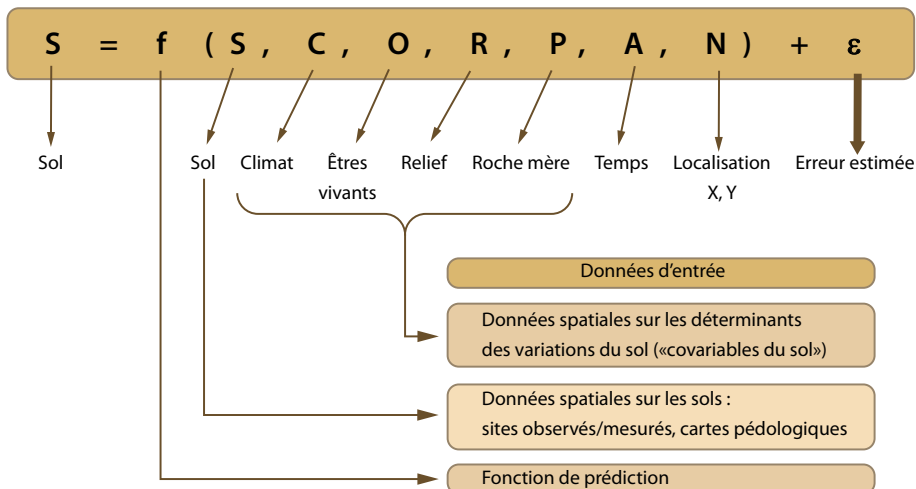 S = f ( S , C , O , R , P , A , N ) + ε
Sol
Sol Climat Êtres Relief Roche mère Temps Localisation Erreur estimée
vivants X, Y
Données d'entrée
Données spatiales sur les déterminants
des variations du sol («covariables du sol»)
Données spatiales sur les sols :
sites observés/mesurés, cartes pédologiques
Fonction de prédiction